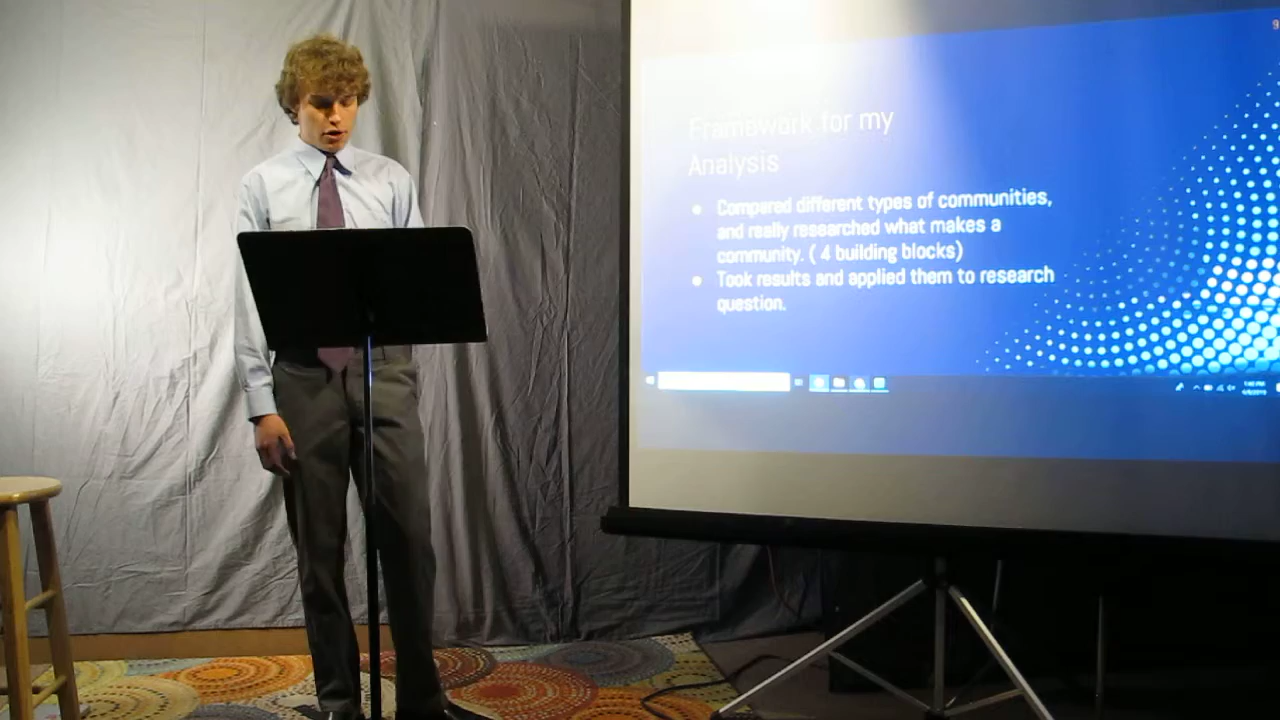 Framework for my
Analysis
Compared different types of communities,
and really researched what makes a
community. ( 4 building blocks)
Took results and applied them to research
question.